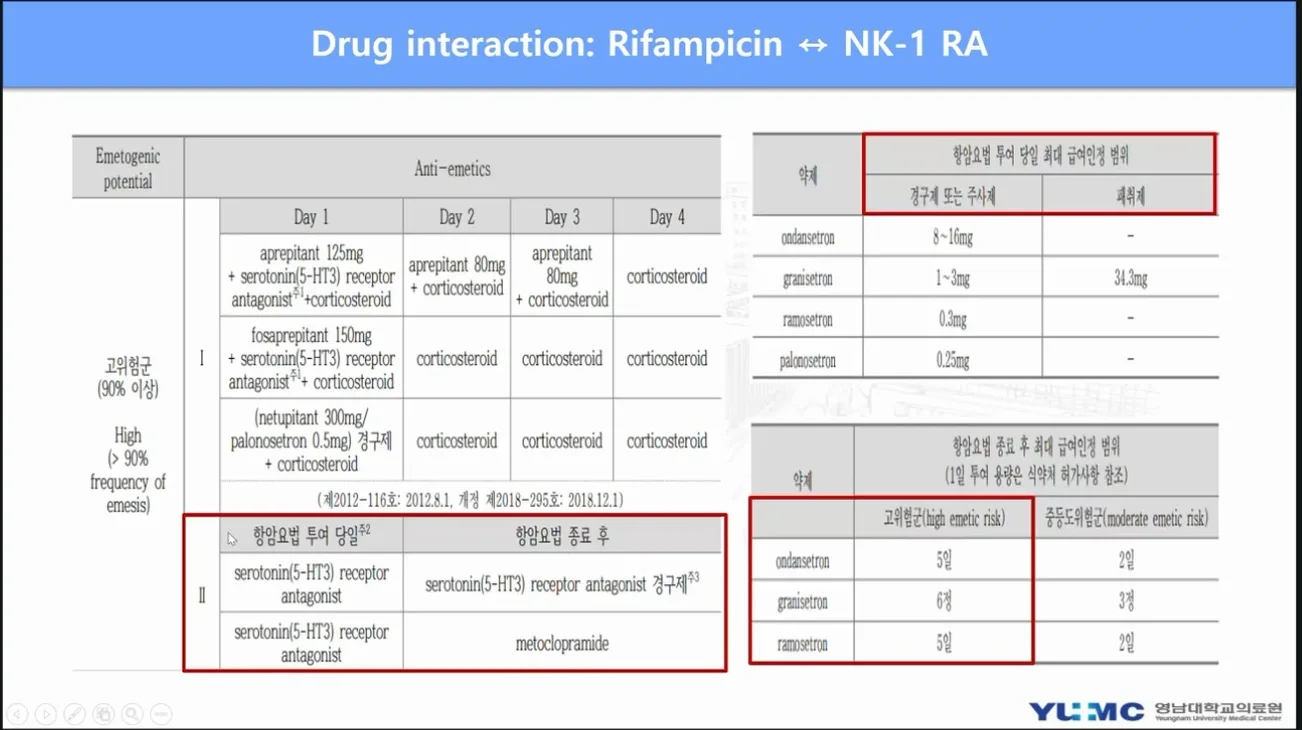 Drug interaction: Rifampicin ↔ NK-1 RA
Emetogenic
potential
Anti-emetics
Day 1
Day 2
Day 3
Day 4
고위험군
(90% 이상)
High
(> 90%
frequency of
emesis)
I
aprepitant 125mg
+ serotonin(5-HT3) receptor
antagonist주1+corticosteroid
aprepitant 80mg
+ corticosteroid
aprepitant
80mg
+ corticosteroid
corticosteroid
fosaprepitant 150mg
+ serotonin(5-HT3) receptor
antagonist주1+ corticosteroid
corticosteroid
corticosteroid
corticosteroid
(netupitant 300mg/
palonosetron 0.5mg) 경구제
+ corticosteroid
corticosteroid
corticosteroid
corticosteroid
(제2012-116호: 2012.8.1, 개정 제2018-295호: 2018.12.1)
II
항암요법 투여 당일주2
항암요법 종료 후
serotonin(5-HT3) receptor
antagonist
serotonin(5-HT3) receptor antagonist 경구제주3
serotonin(5-HT3) receptor
antagonist
metoclopramide
약제
항암요법 투여 당일 최대 급여인정 범위
경구제 또는 주사제
패취제
ondansetron
8~16mg
-
granisetron
1~3mg
34.3mg
ramosetron
0.3mg
-
palonosetron
0.25mg
-
약제
항암요법 종료 후 최대 급여인정 범위
(1일 투여 용량은 식약처 허가사항 참조)
고위험군(high emetic risk)
중등도위험군(moderate emetic risk)
ondansetron
5일
2일
granisetron
6정
3정
ramosetron
5일
2일
YUMC 영남대학교의료원
Yeungnam University Medical Center